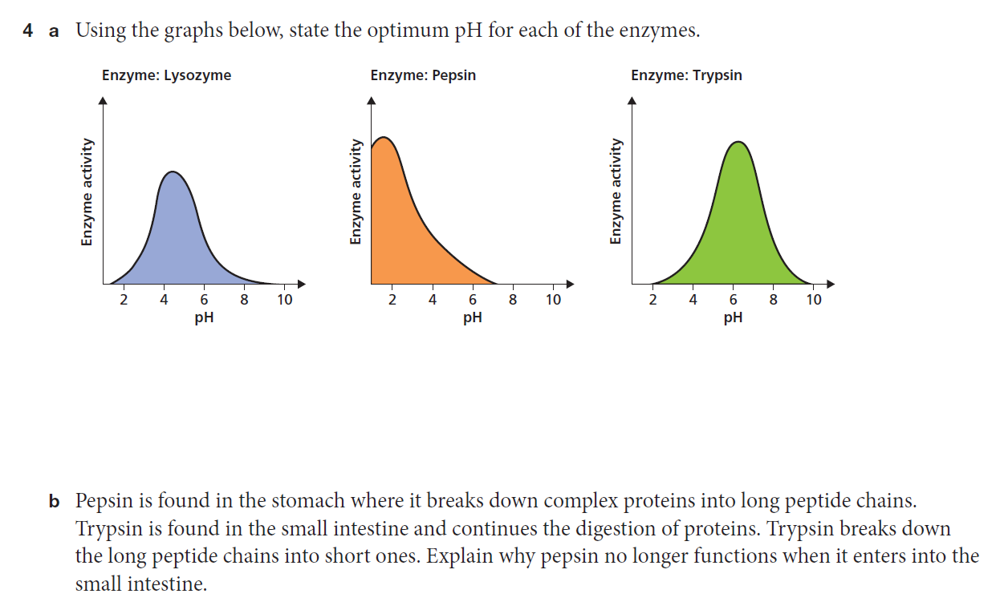 4 a Using the graphs below, state the optimum pH for each of the enzymes.
Enzyme: Lysozyme
Enzyme activity
2 4 6 8 10
pH
Enzyme: Pepsin
Enzyme activity
2 4 6 8 10
pH
Enzyme: Trypsin
Enzyme activity
2 4 6 8 10
pH
b Pepsin is found in the stomach where it breaks down complex proteins into long peptide chains.
Trypsin is found in the small intestine and continues the digestion of proteins. Trypsin breaks down
the long peptide chains into short ones. Explain why pepsin no longer functions when it enters into the
small intestine.